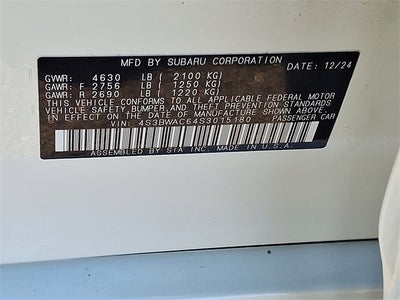 MFD. BY SUBARU CORPORATION DATE: 12/24
GVWR: 4630 LB ( 2100 KG)
GAWR: F 2756 LB ( 1250 KG)
GAWR: R 2690 LB ( 1220 KG)
THIS VEHICLE CONFORMS TO ALL APPLICABLE FEDERAL MOTOR
VEHICLE SAFETY, BUMPER, AND THEFT PREVENTION STANDARDS
IN EFFECT ON THE DATE OF MANUFACTURE SHOWN ABOVE.
VIN: 4S3BWAC64S3015180 PASSENGER CAR
ASSEMBLED BY SIA INC. IN U.S.A.